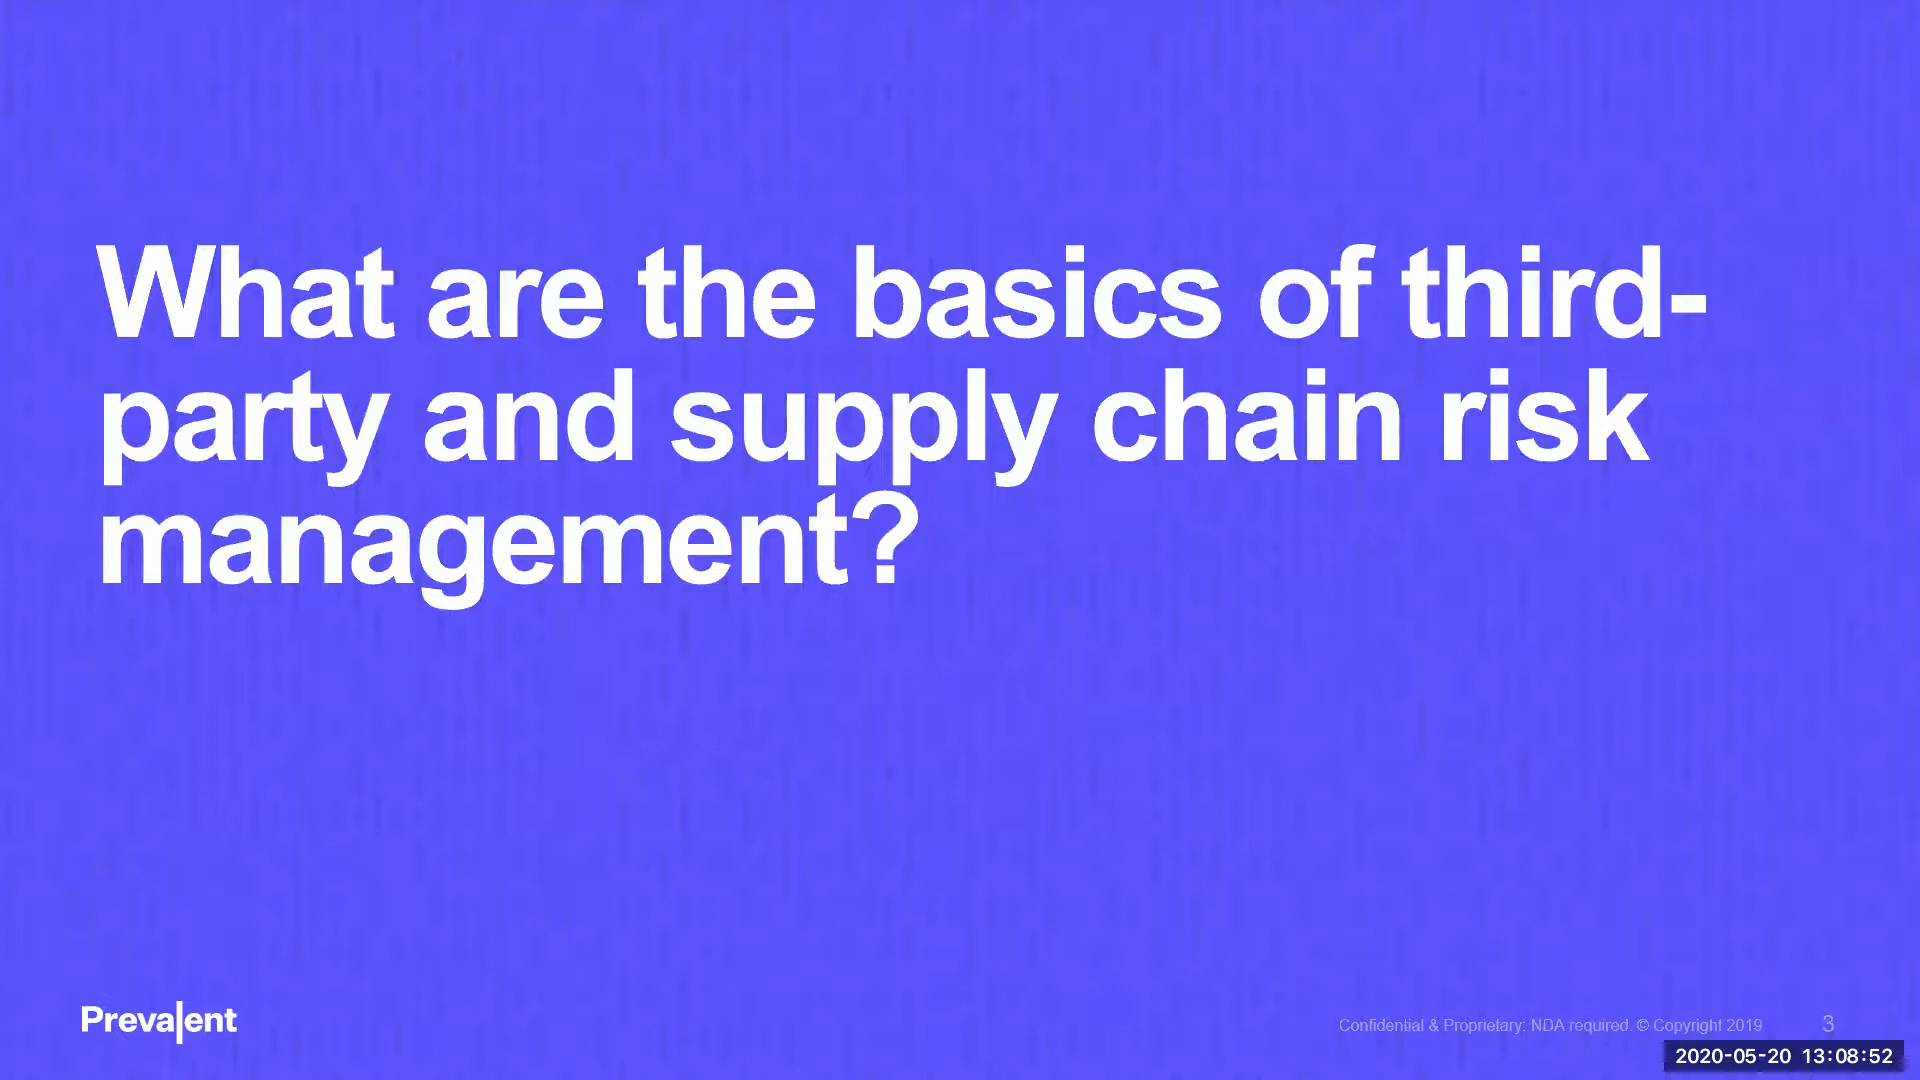 What are the basics of third-
party and supply chain risk
management?
Prevalent
Confidential & Proprietary: NDA required. © Copyright 2019
3
2020-05-20 13:08:52